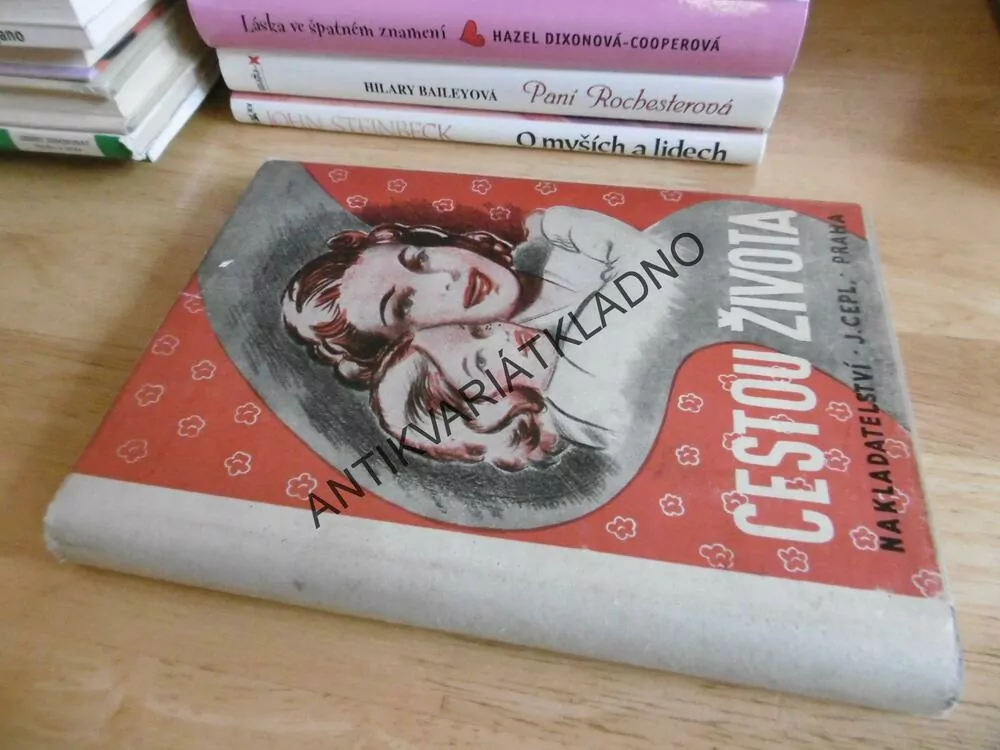 ano
Láska ve špatném znamení HAZEL DIXONOVÁ-COOPEROVÁ
HILARY BAILEYOVÁ Paní Rochesterová
JOHN STEINBECK O myších a lidech
CESTOU ŽIVOTA
NAKLADATELSTVÍ · J. CEPL · PRAHA
ANTIKVARIÁTKLADNO